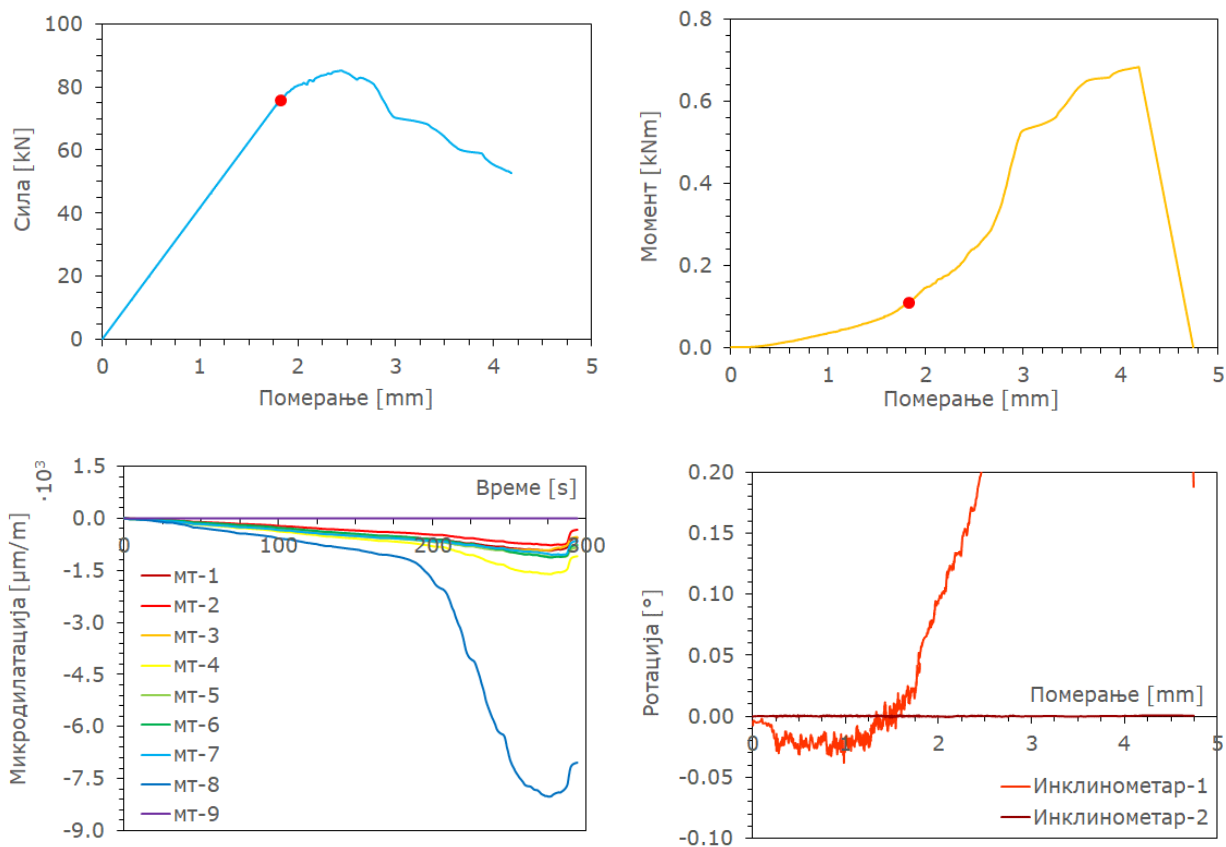 100
80
60
40
20
0
Сила [kN]
0 1 2 3 4 5
Померање [mm]
0.8
0.6
0.4
0.2
0.0
Момент [kNm]
0 1 2 3 4 5
Померање [mm]
·10³
1.5
0.0
-1.5
-3.0
-4.5
-6.0
-7.5
-9.0
Микродилатација [µm/m]
Време [s]
0 100 200 300
мт-1
мт-2
мт-3
мт-4
мт-5
мт-6
мт-7
мт-8
мт-9
0.20
0.15
0.10
0.05
0.00
-0.05
-0.10
Ротација [°]
Померање [mm]
0 1 2 3 4 5
Инклинометар-1
Инклинометар-2